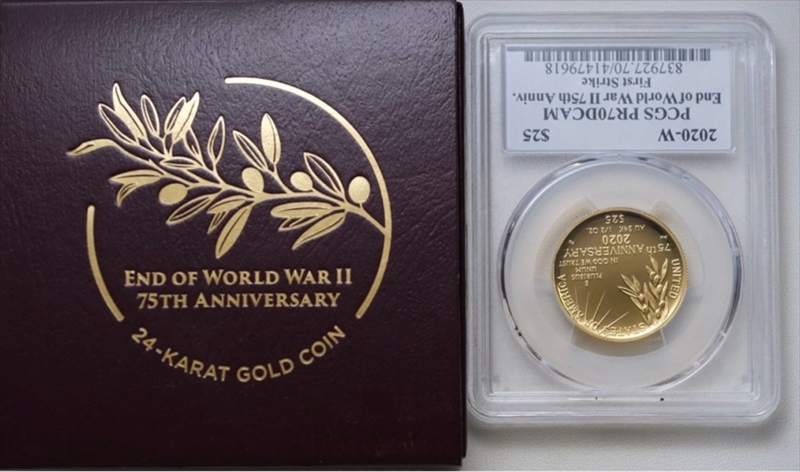 END OF WORLD WAR II
75TH ANNIVERSARY
24-KARAT GOLD COIN
2020-W $25
PCGS PR70DCAM
End of World War II 75th Anniv.
First Strike
837927.70/41479618
UNITED STATES OF AMERICA
E
PLURIBUS
UNUM
IN GOD WE TRUST
75th ANNIVERSARY
2020
AU 24K 1/2 OZ.
$25